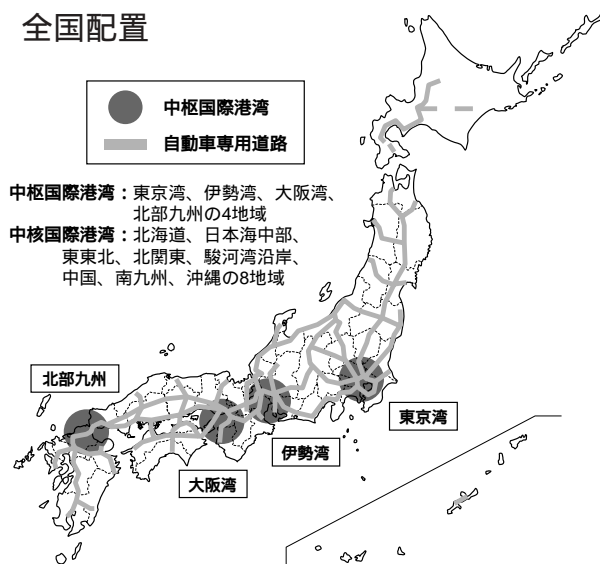 全国配置
中枢国際港湾
自動車専用道路
中枢国際港湾：東京湾、伊勢湾、大阪湾、
北部九州の4地域
中核国際港湾：北海道、日本海中部、
東東北、北関東、駿河湾沿岸、
中国、南九州、沖縄の8地域
北部九州
東京湾
伊勢湾
大阪湾